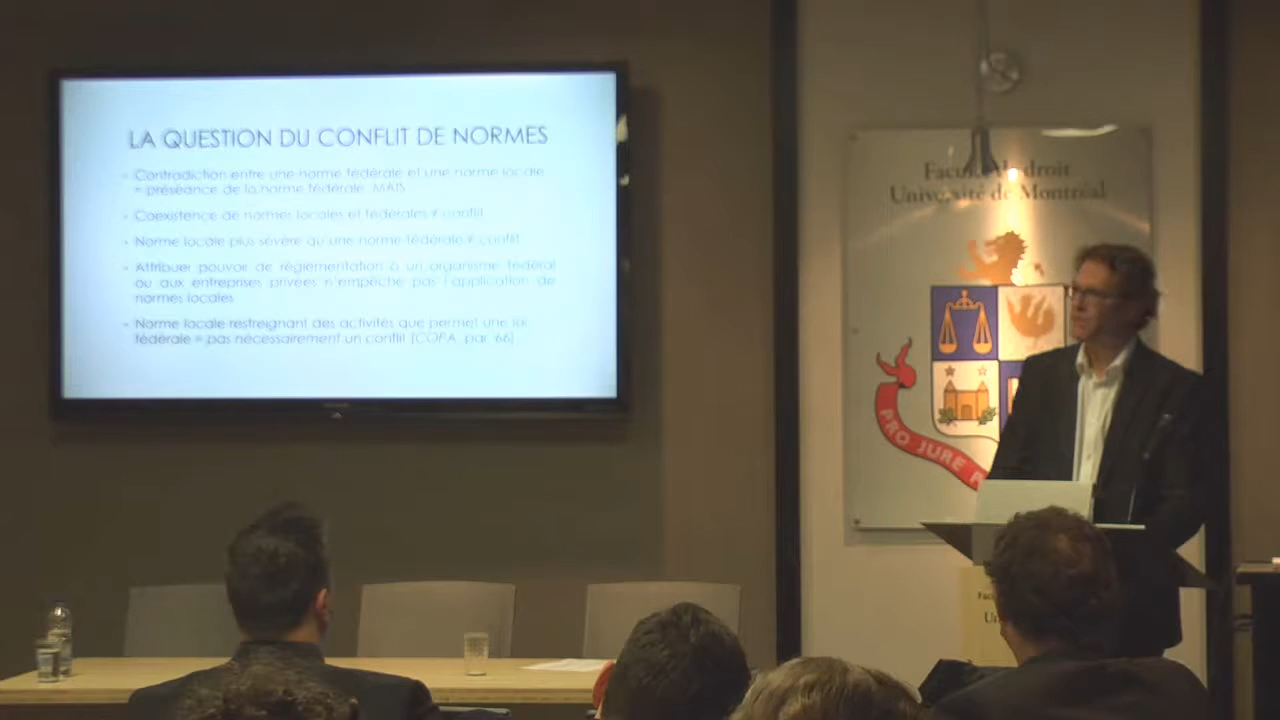 LA QUESTION DU CONFLIT DE NORMES
- Contradiction entre une norme fédérale et une norme locale
= préséance de la norme fédérale. MAIS
- Coexistence de normes locales et fédérales ≠ conflit
- Norme locale plus sévère qu'une norme fédérale ≠ conflit
- Attribuer pouvoir de réglementation à un organisme fédéral
ou aux entreprises privées n'empêche pas l'application de
normes locales
- Norme locale restreignant des activités que permet une loi
fédérale = pas nécessairement un conflit (COPA, par. 66)
Faculté de droit
Université de Montréal
PRO JURE